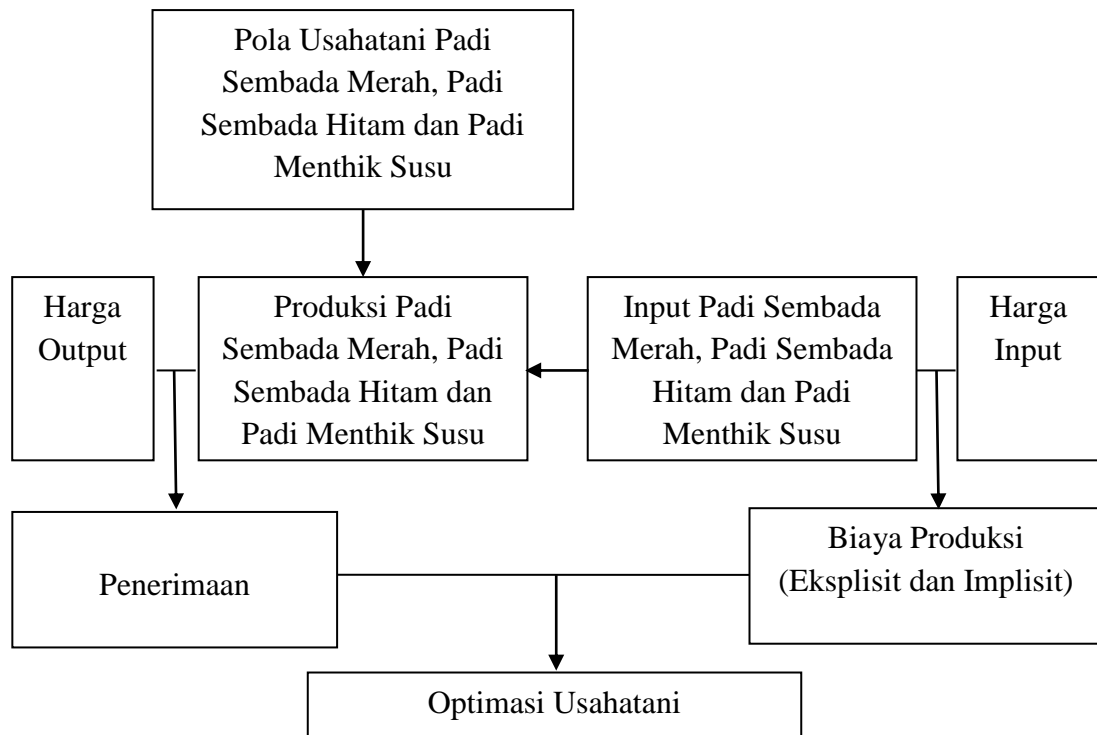 Pola Usahatani Padi
Sembada Merah, Padi
Sembada Hitam dan Padi
Menthik Susu
Harga
Output
Produksi Padi
Sembada Merah, Padi
Sembada Hitam dan
Padi Menthik Susu
Input Padi Sembada
Merah, Padi Sembada
Hitam dan Padi
Menthik Susu
Harga
Input
Penerimaan
Biaya Produksi
(Eksplisit dan Implisit)
Optimasi Usahatani